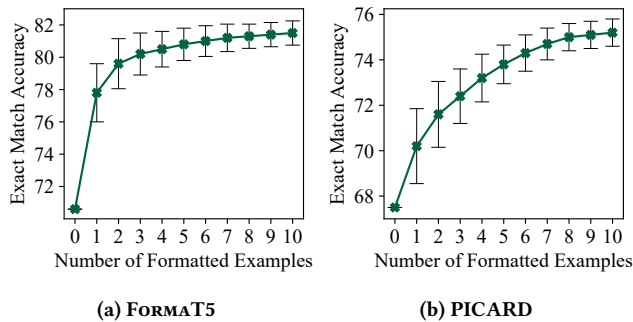 82
80
78
76
74
72
0 1 2 3 4 5 6 7 8 9 10
Exact Match Accuracy
Number of Formatted Examples
(a) FORMAT5
76
74
72
70
68
0 1 2 3 4 5 6 7 8 9 10
Exact Match Accuracy
Number of Formatted Examples
(b) PICARD